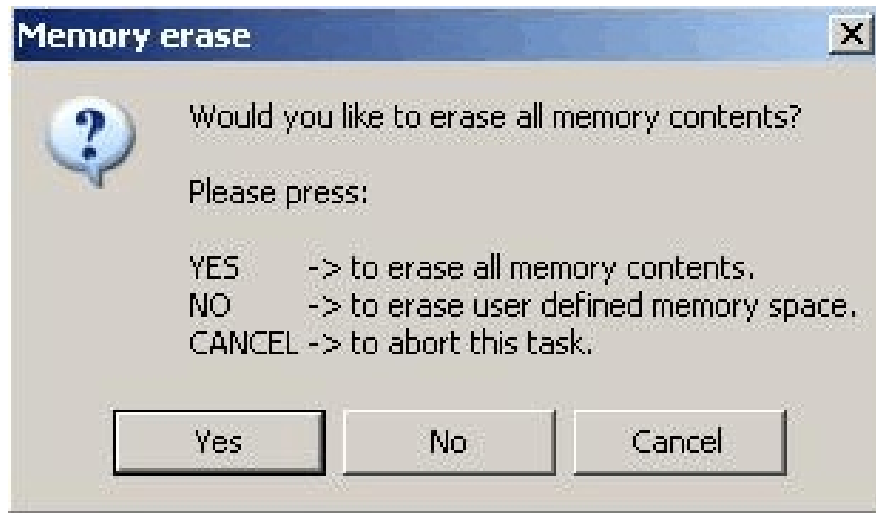 Memory erase
Would you like to erase all memory contents?
Please press:
YES -> to erase all memory contents.
NO -> to erase user defined memory space.
CANCEL -> to abort this task.
Yes No Cancel